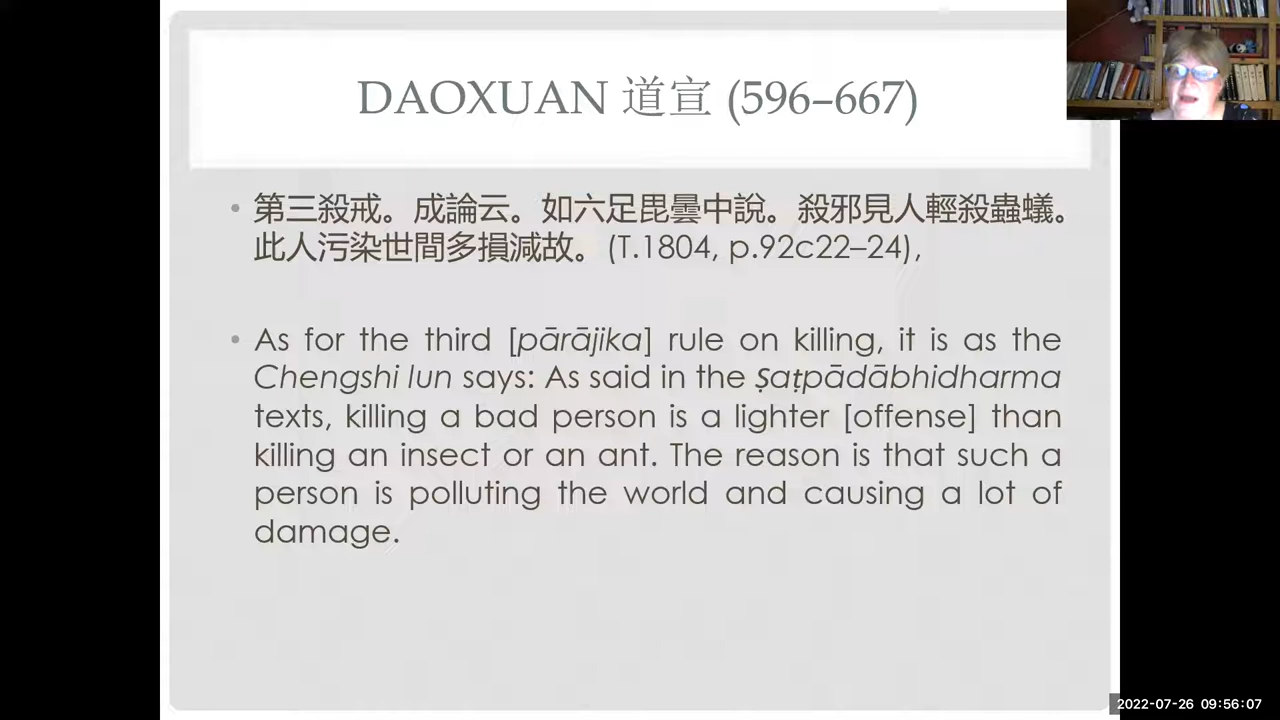 DAOXUAN 道宣 (596–667)
• 第三殺戒。成論云。如六足毘曇中說。殺邪見人輕殺蟲蟻。
此人污染世間多損減故。(T.1804, p.92c22–24),
• As for the third [pārājika] rule on killing, it is as the
Chengshi lun says: As said in the Ṣaṭpādābhidharma
texts, killing a bad person is a lighter [offense] than
killing an insect or an ant. The reason is that such a
person is polluting the world and causing a lot of
damage.
2022-07-26 09:56:07